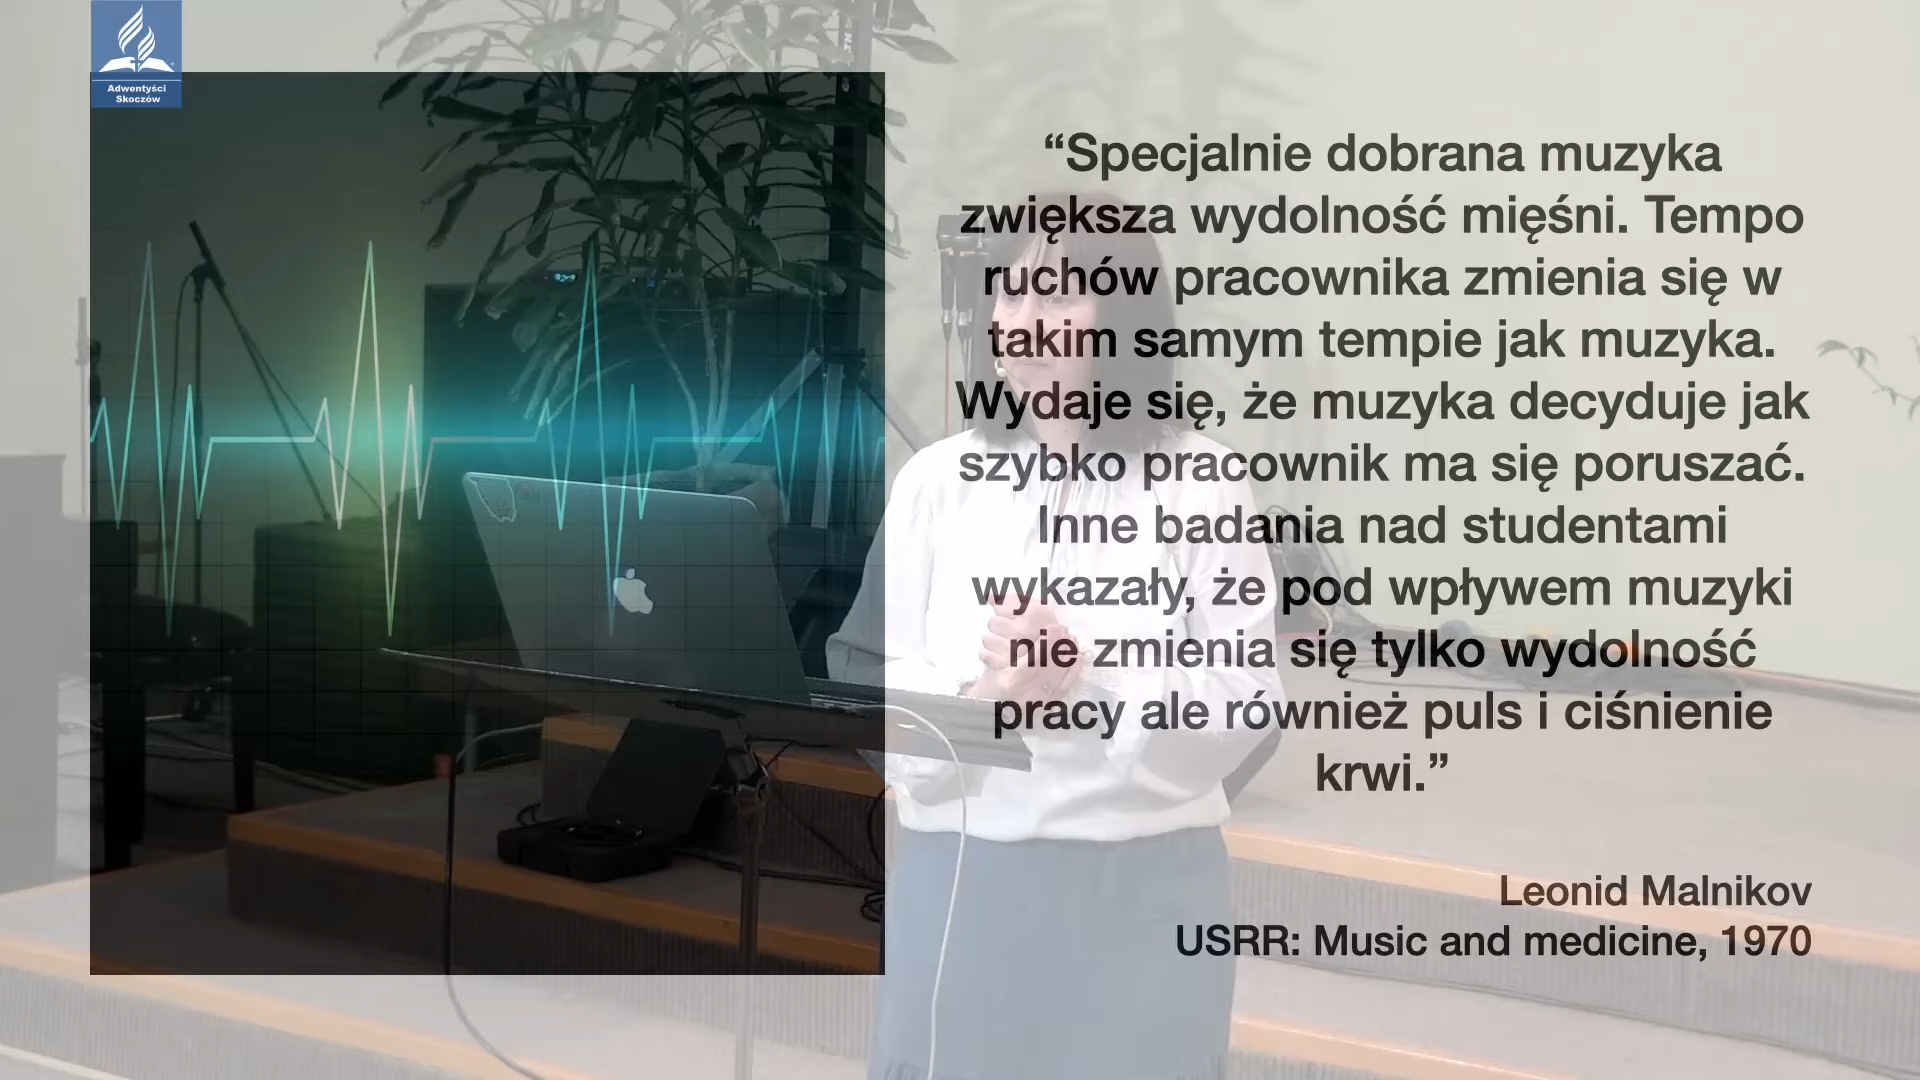 Adwentyści
Skoczów
“Specjalnie dobrana muzyka
zwiększa wydolność mięśni. Tempo
ruchów pracownika zmienia się w
takim samym tempie jak muzyka.
Wydaje się, że muzyka decyduje jak
szybko pracownik ma się poruszać.
Inne badania nad studentami
wykazały, że pod wpływem muzyki
nie zmienia się tylko wydolność
pracy ale również puls i ciśnienie
krwi.”
Leonid Malnikov
USRR: Music and medicine, 1970